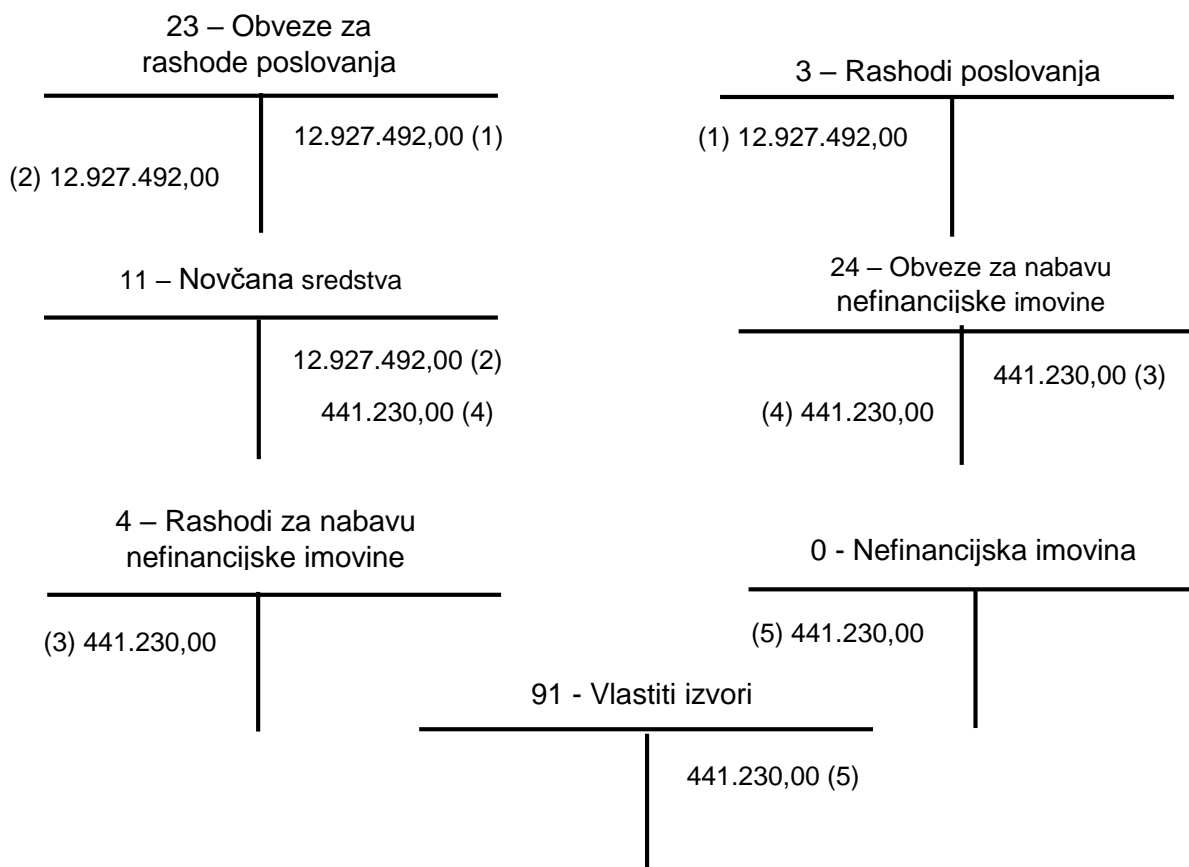 23 – Obveze za
rashode poslovanja
12.927.492,00 (1)
(2) 12.927.492,00
3 – Rashodi poslovanja
(1) 12.927.492,00
11 – Novčana sredstva
12.927.492,00 (2)
441.230,00 (4)
24 – Obveze za nabavu
nefinancijske imovine
441.230,00 (3)
(4) 441.230,00
4 – Rashodi za nabavu
nefinancijske imovine
(3) 441.230,00
0 - Nefinancijska imovina
(5) 441.230,00
91 - Vlastiti izvori
441.230,00 (5)